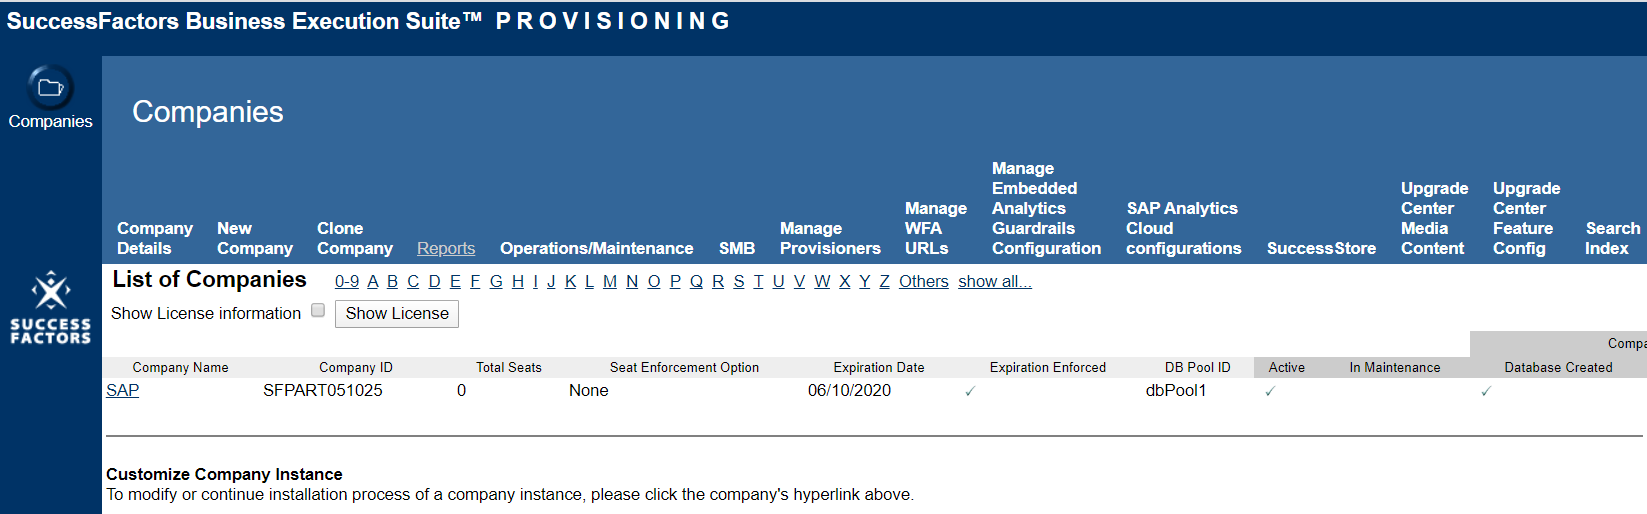 SuccessFactors Business Execution Suite™ PROVISIONING
Companies
Companies
Company Details
New Company
Clone Company
Reports
Operations/Maintenance
SMB
Manage Provisioners
Manage WFA URLs
Manage Embedded Analytics Guardrails Configuration
SAP Analytics Cloud configurations
SuccessStore
Upgrade Center Media Content
Upgrade Center Feature Config
Search Index
SUCCESS
FACTORS
List of Companies 0-9 A B C D E F G H I J K L M N O P Q R S T U V W X Y Z Others show all...
Show License information Show License
Company Name Company ID Total Seats Seat Enforcement Option Expiration Date Expiration Enforced DB Pool ID Active In Maintenance Database Created
SAP SFPART051025 0 None 06/10/2020 ✓ dbPool1 ✓ ✓
Customize Company Instance
To modify or continue installation process of a company instance, please click the company's hyperlink above.